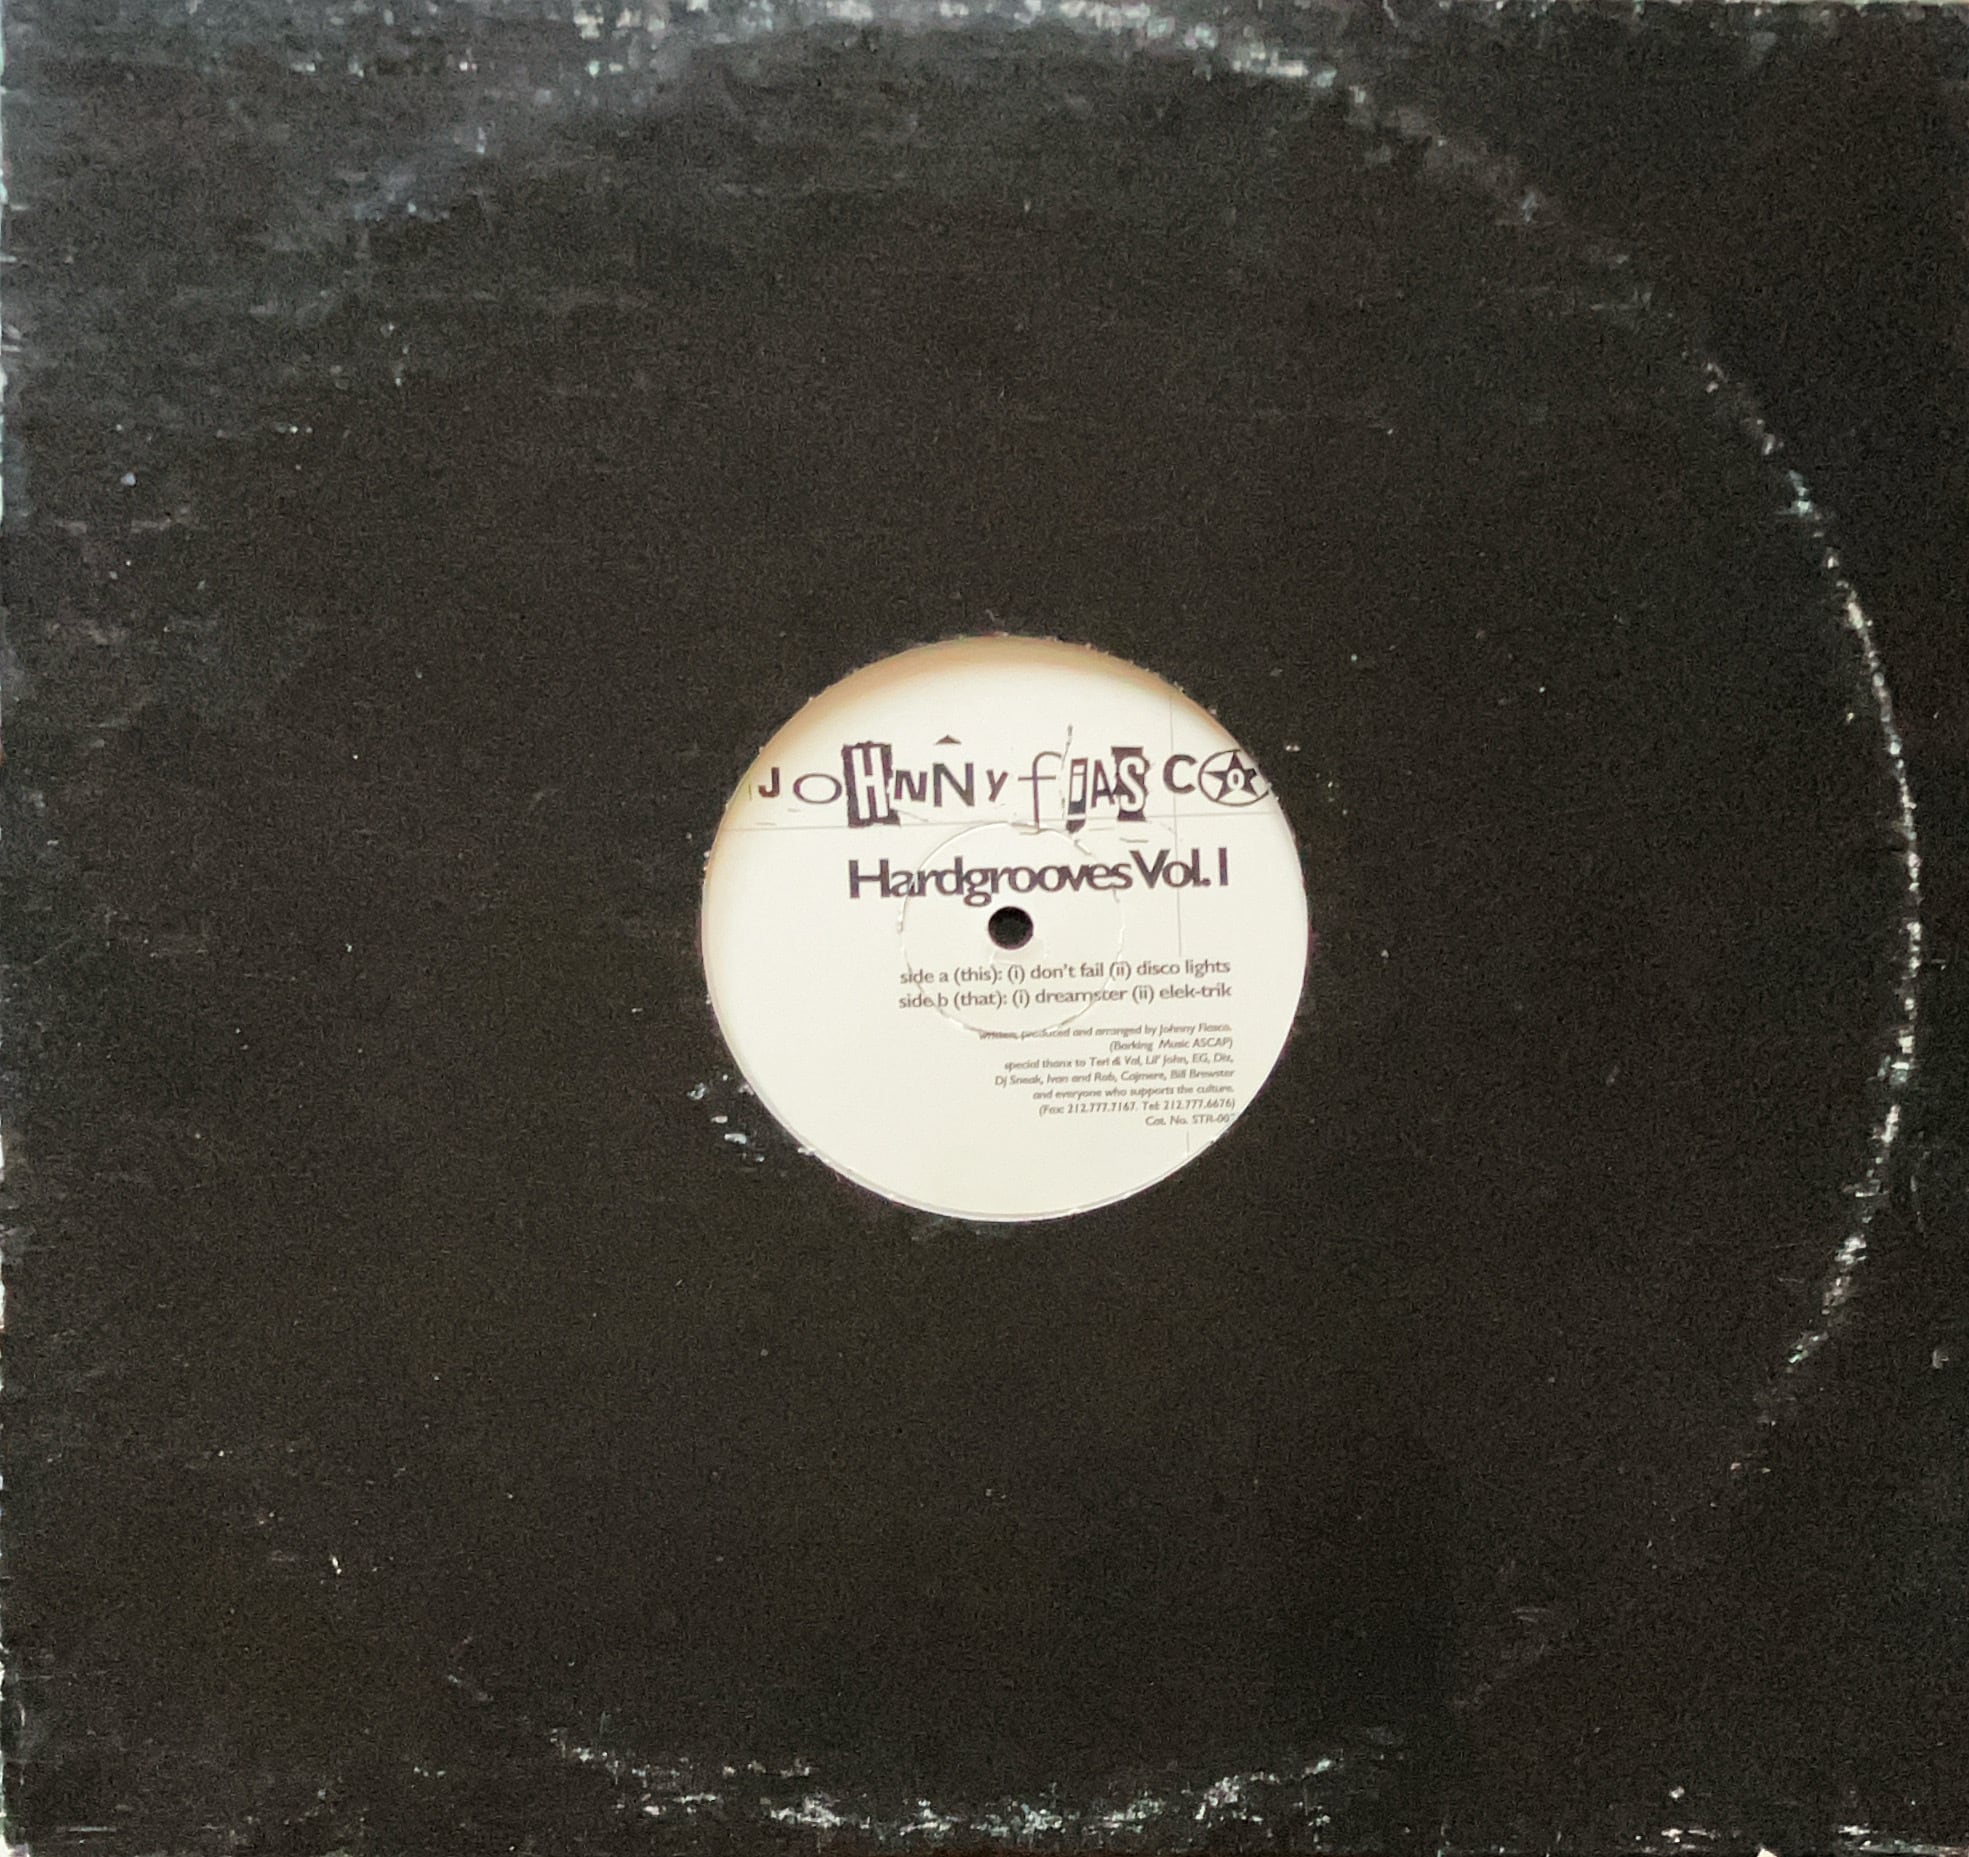 JOHNNY fiASCO
Hardgrooves Vol. 1
side a (this): (i) don't fail (ii) disco lights
side b (that): (i) dreamster (ii) elek-trik
written, produced and arranged by Johnny Fiasco.
(Barking Music ASCAP)
special thanx to Teri & Val, Lil' John, EG, Diz,
Dj Sneak, Ivan and Rob, Cajmere, Bill Brewster
and everyone who supports the culture.
(Fax: 212.777.7167. Tel: 212.777.6676)
Cat. No.